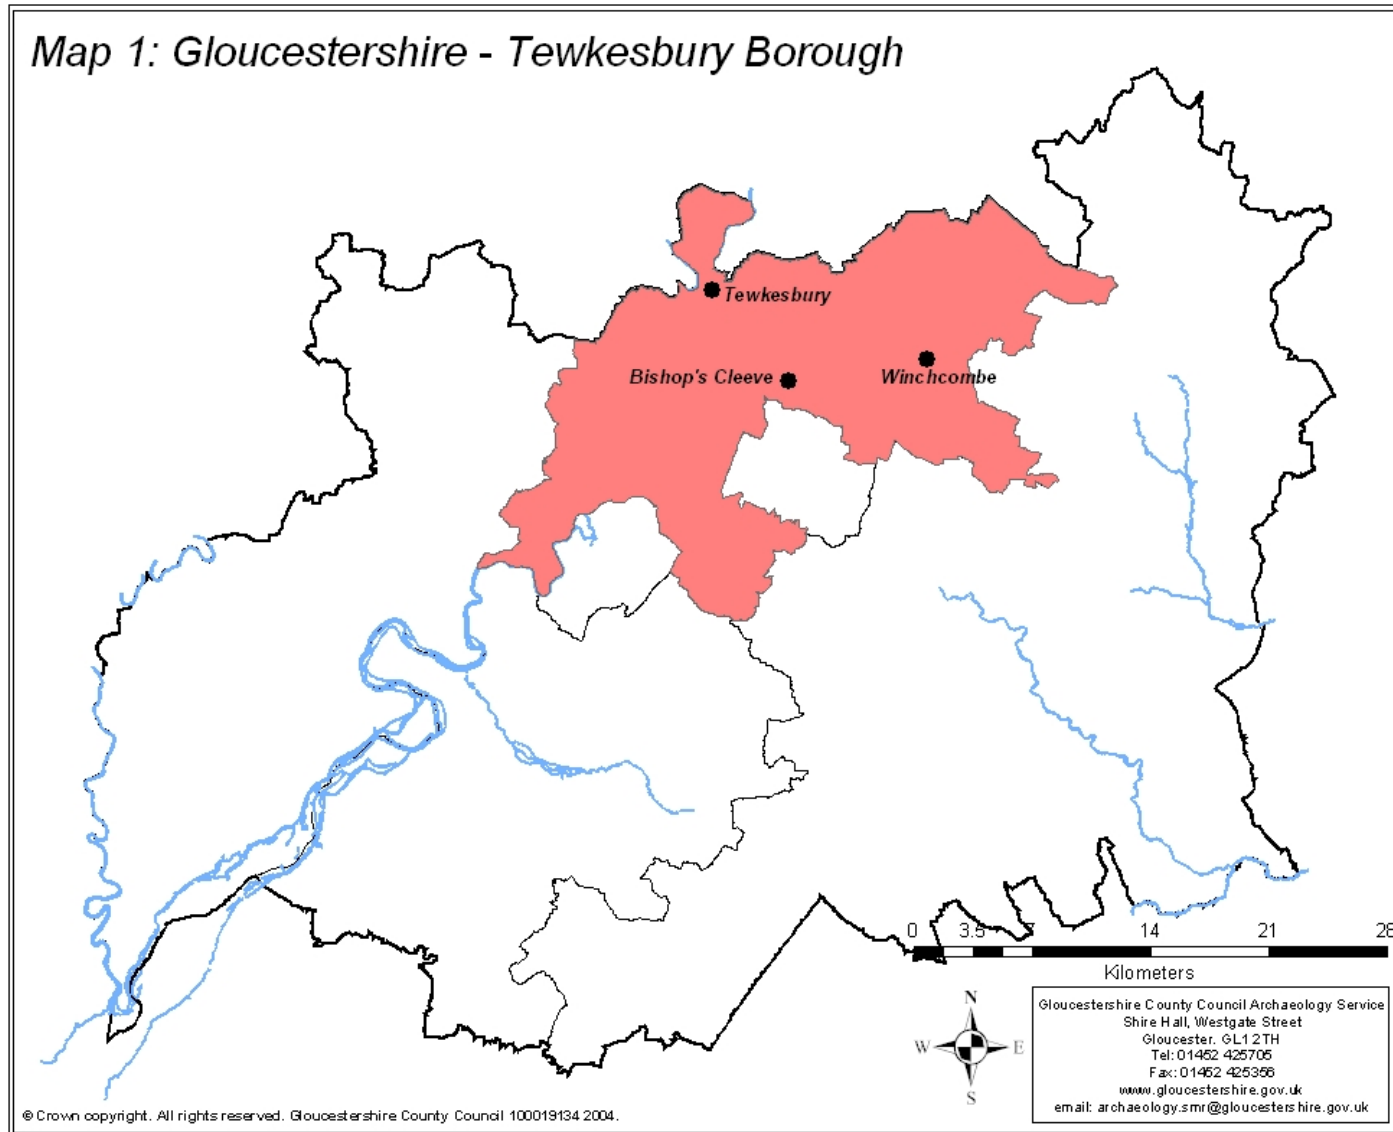 Map 1: Gloucestershire - Tewkesbury Borough
Tewkesbury
Bishop's Cleeve
Winchcombe
0 3.5 7 14 21 28
Kilometers
N
W E
S
Gloucestershire County Council Archaeology Service
Shire Hall, Westgate Street
Gloucester. GL1 2TH
Tel: 01452 425705
Fax: 01452 425356
www.gloucestershire.gov.uk
email: archaeology.smr@gloucestershire.gov.uk
© Crown copyright. All rights reserved. Gloucestershire County Council 100019134 2004.